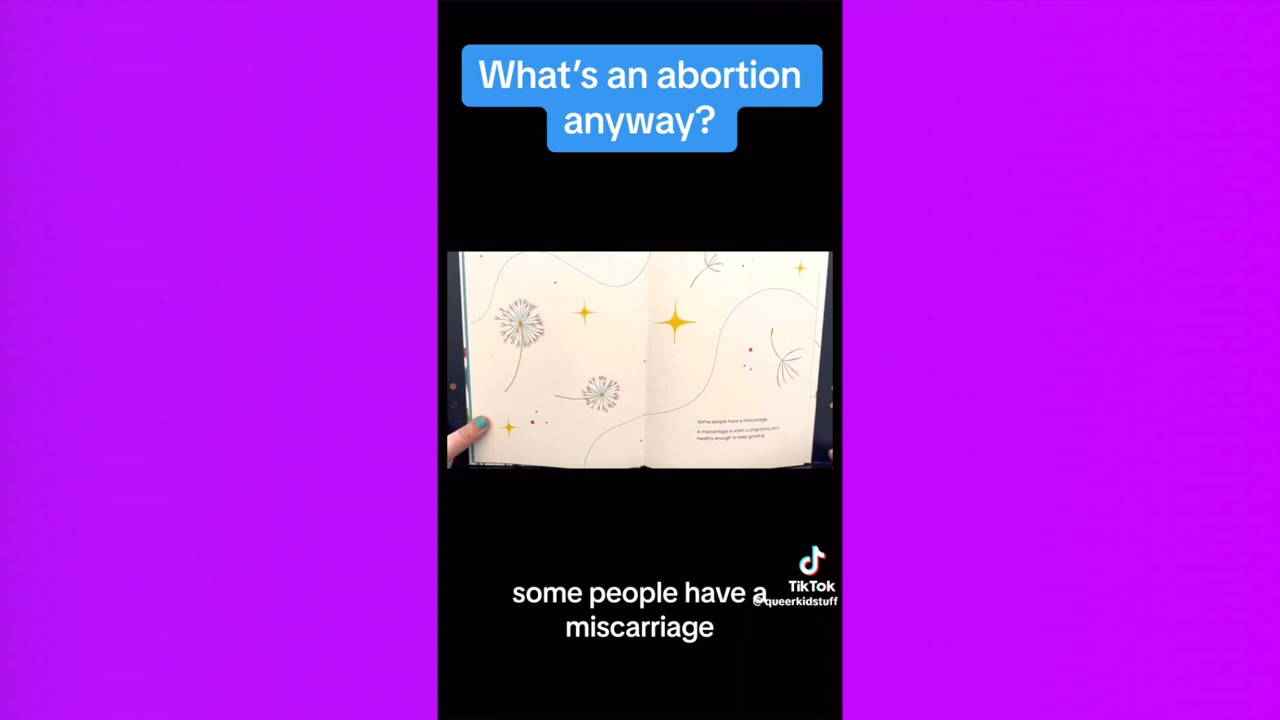 What's an abortion
anyway?
Some people have a miscarriage.
A miscarriage is when a pregnancy isn't
healthy enough to keep growing.
some people have a
miscarriage
TikTok
@queerkidstuff